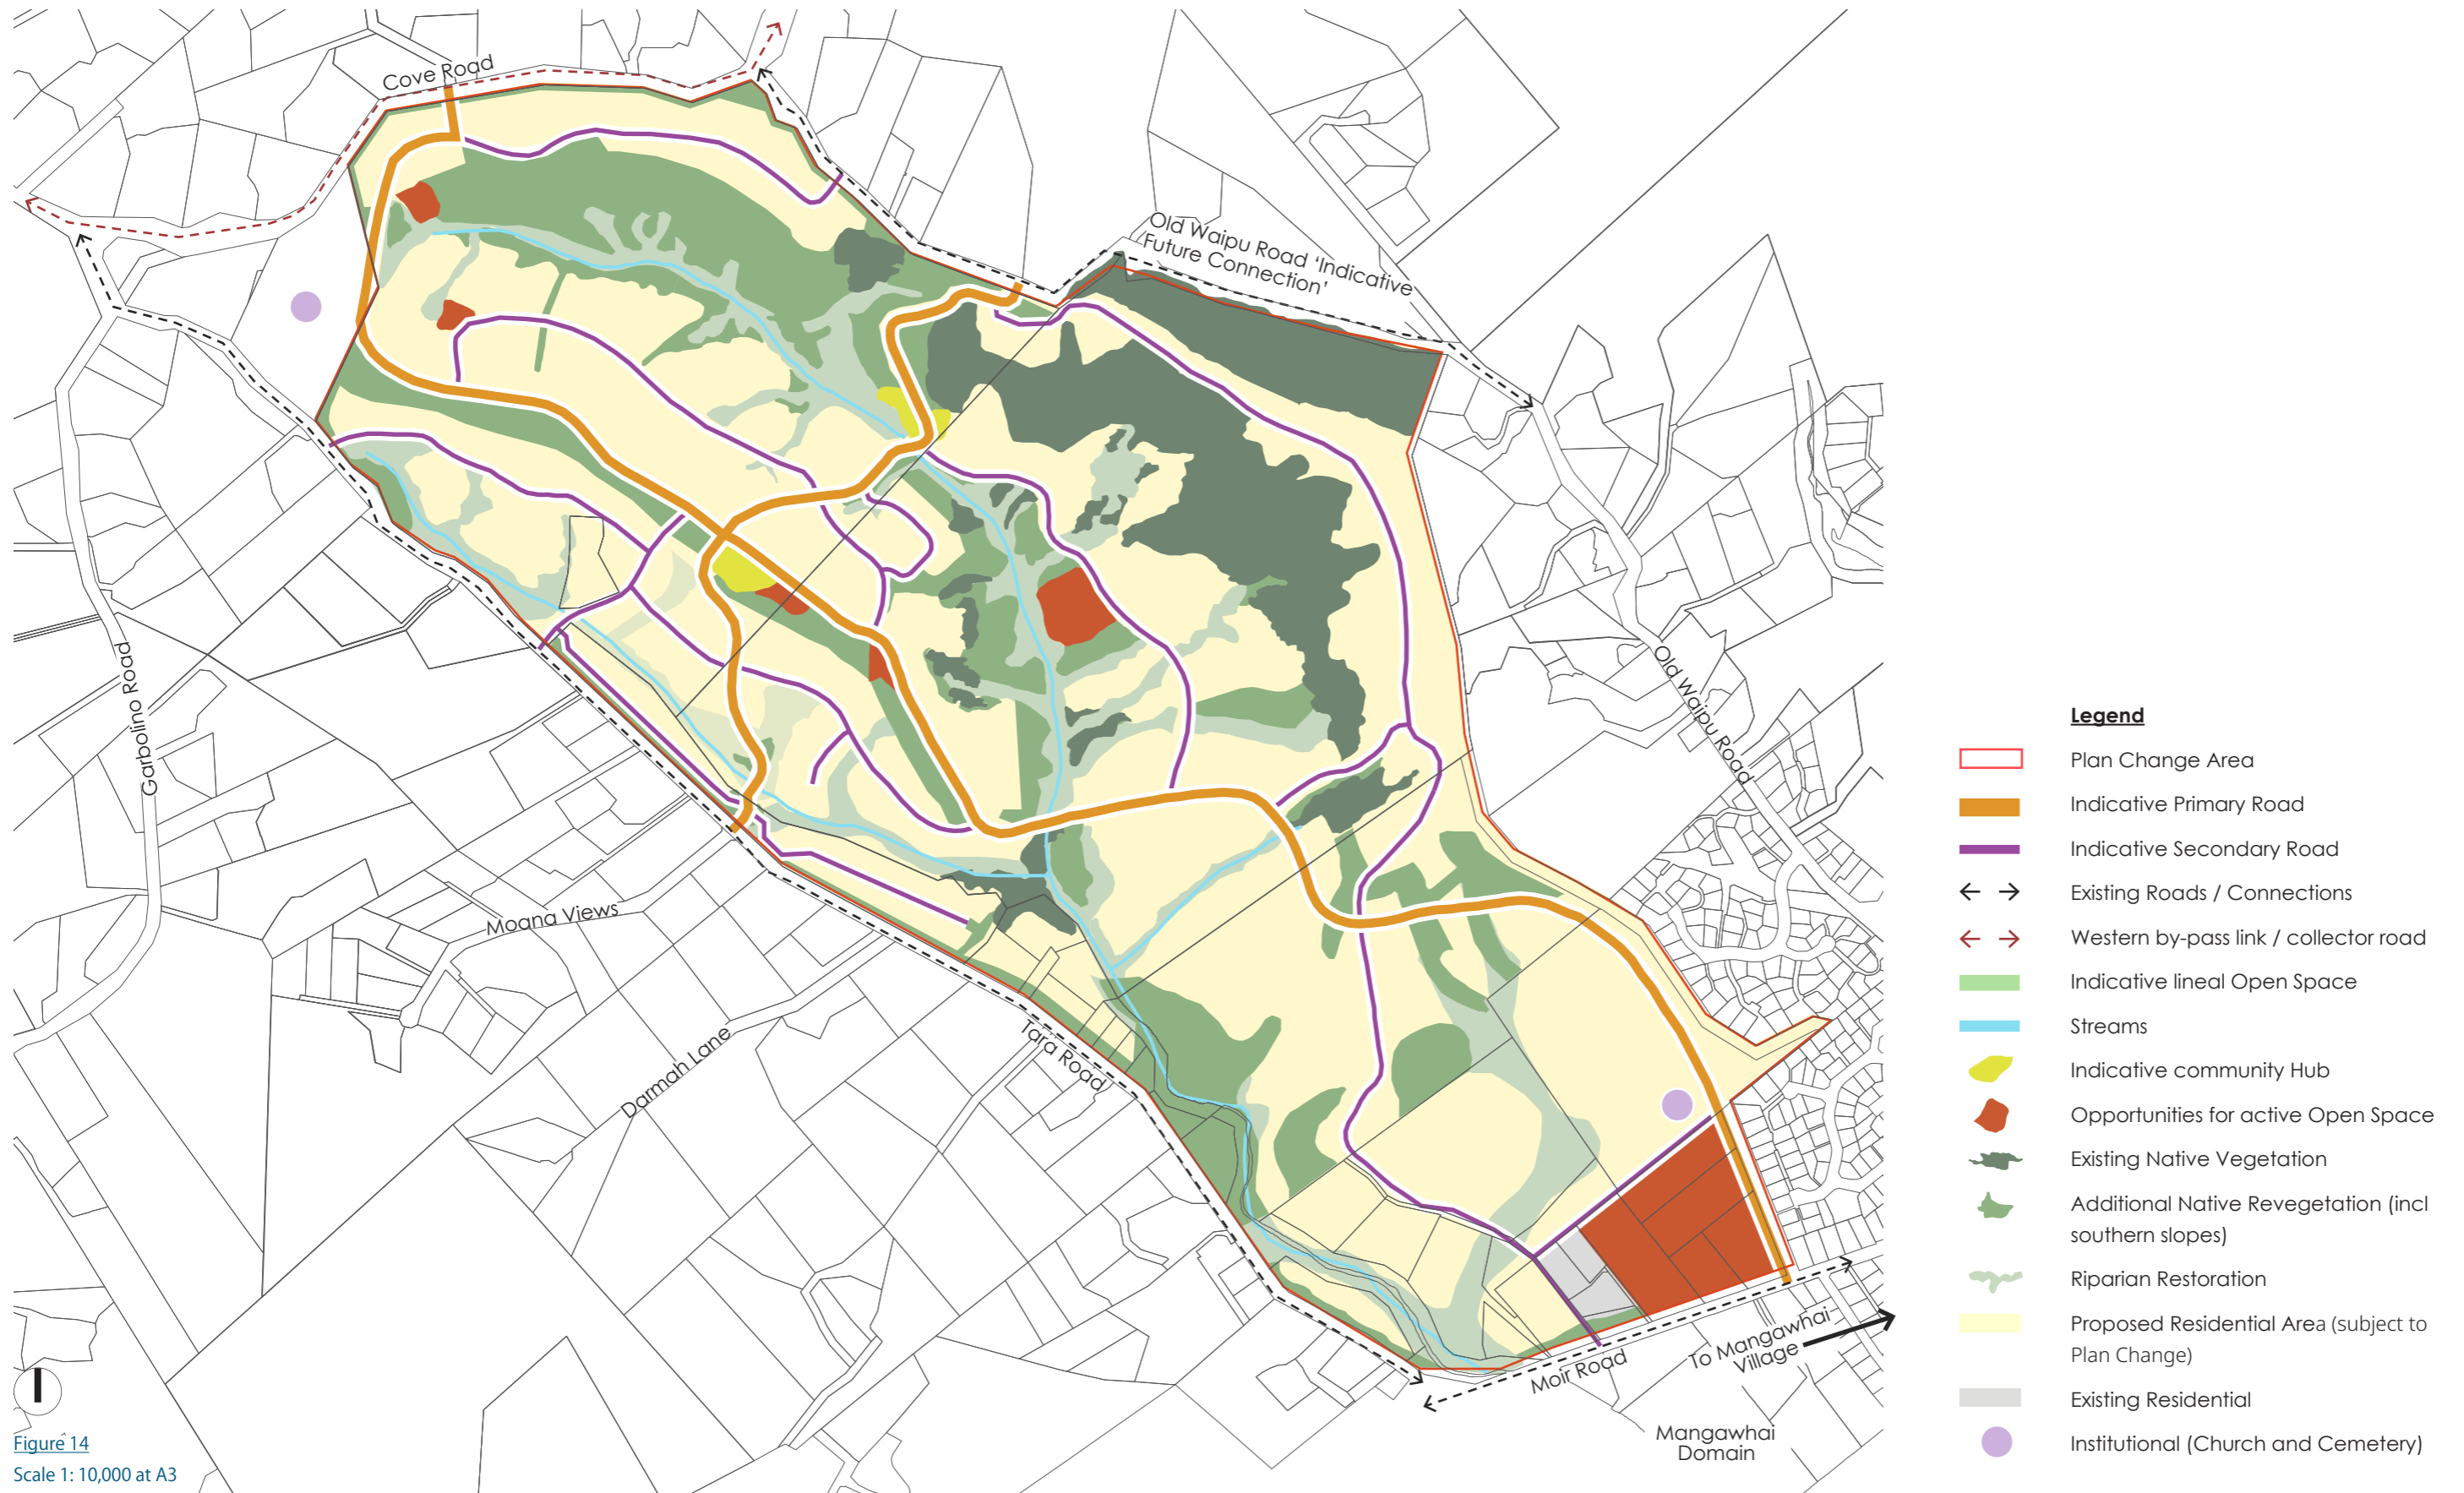 Cove Road
Old Waipu Road 'Indicative
Future Connection'
Garbolino Road
Old Waipu Road
Moana Views
Darmah Lane
Tara Road
Moir Road
To Mangawhai
Village
Mangawhai
Domain
Legend
Plan Change Area
Indicative Primary Road
Indicative Secondary Road
Existing Roads / Connections
Western by-pass link / collector road
Indicative lineal Open Space
Streams
Indicative community Hub
Opportunities for active Open Space
Existing Native Vegetation
Additional Native Revegetation (incl
southern slopes)
Riparian Restoration
Proposed Residential Area (subject to
Plan Change)
Existing Residential
Institutional (Church and Cemetery)
Figure 14
Scale 1: 10,000 at A3